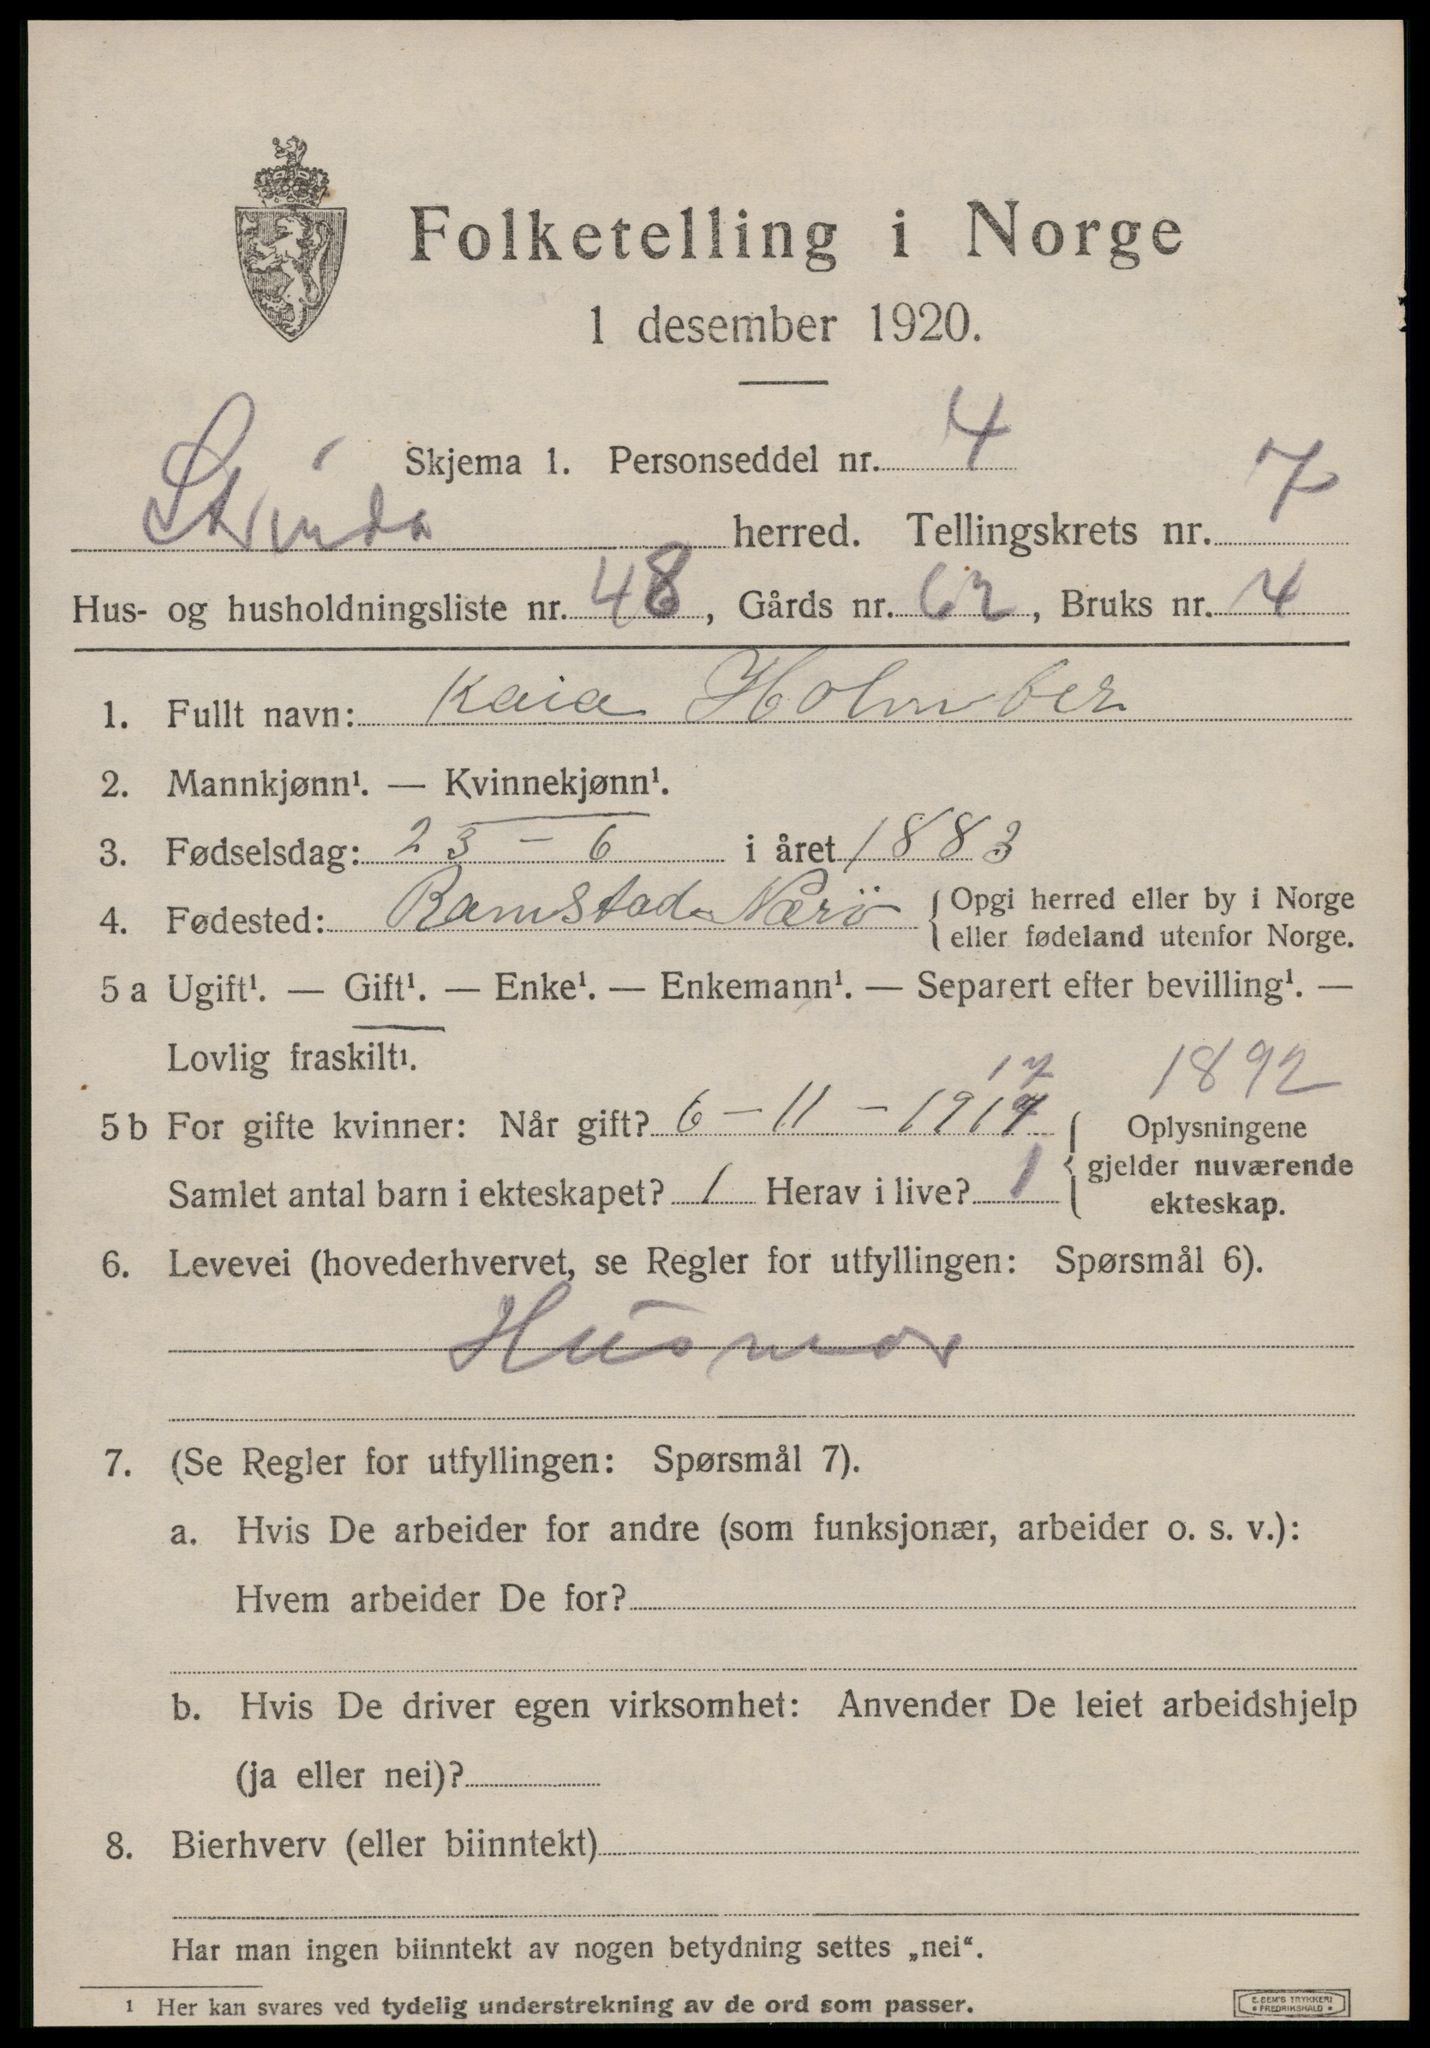 Folketelling i Norge
1 desember 1920.
Skjema 1. Personseddel nr. 4
Strinda herred. Tellingskrets nr. 7
Hus- og husholdningsliste nr. 48, Gårds nr. 62, Bruks nr. 4
1. Fullt navn: Kaia Holmber
2. Mannkjønn¹. — Kvinnekjønn¹.
3. Fødselsdag: 23 - 6 i året 1883
4. Fødested: Ramstad Nærö { Opgi herred eller by i Norge
eller fødeland utenfor Norge.
5 a Ugift¹. — Gift¹. — Enke¹. — Enkemann¹. — Separert efter bevilling¹. —
Lovlig fraskilt¹.
17 1892
5 b For gifte kvinner: Når gift? 6 - 11 - 1917 { Oplysningene
gjelder nuværende
Samlet antal barn i ekteskapet? 1 Herav i live? 1
ekteskap.
6. Levevei (hovederhvervet, se Regler for utfyllingen: Spørsmål 6).
Husmor
7. (Se Regler for utfyllingen: Spørsmål 7).
a. Hvis De arbeider for andre (som funksjonær, arbeider o. s. v.):
Hvem arbeider De for?
b. Hvis De driver egen virksomhet: Anvender De leiet arbeidshjelp
(ja eller nei)?
8. Bierhverv (eller biinntekt)
Har man ingen biinntekt av nogen betydning settes „nei“.
¹ Her kan svares ved tydelig understrekning av de ord som passer.
E. SEM'S TRYKKERI
• FREDRIKSHALD •